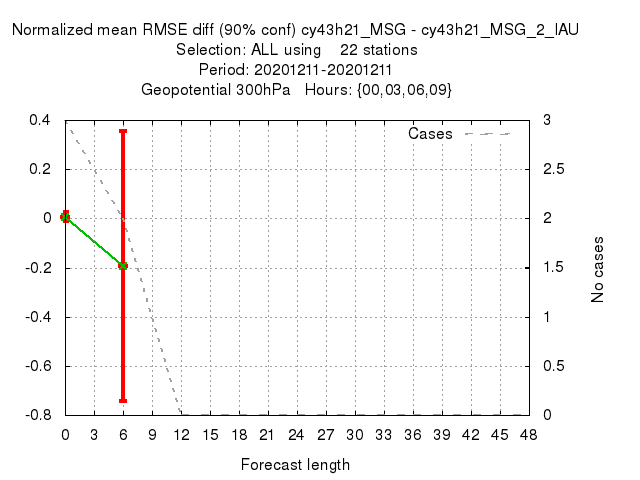 Normalized mean RMSE diff (90% conf) cy43h21_MSG - cy43h21_MSG_2_IAU
Selection: ALL using    22 stations
Period: 20201211-20201211
Geopotential 300hPa   Hours: {00,03,06,09}
Cases
0.4
0.2
0
-0.2
-0.4
-0.6
-0.8
3
2.5
2
1.5
1
0.5
0
No cases
0 3 6 9 12 15 18 21 24 27 30 33 36 39 42 45 48
Forecast length